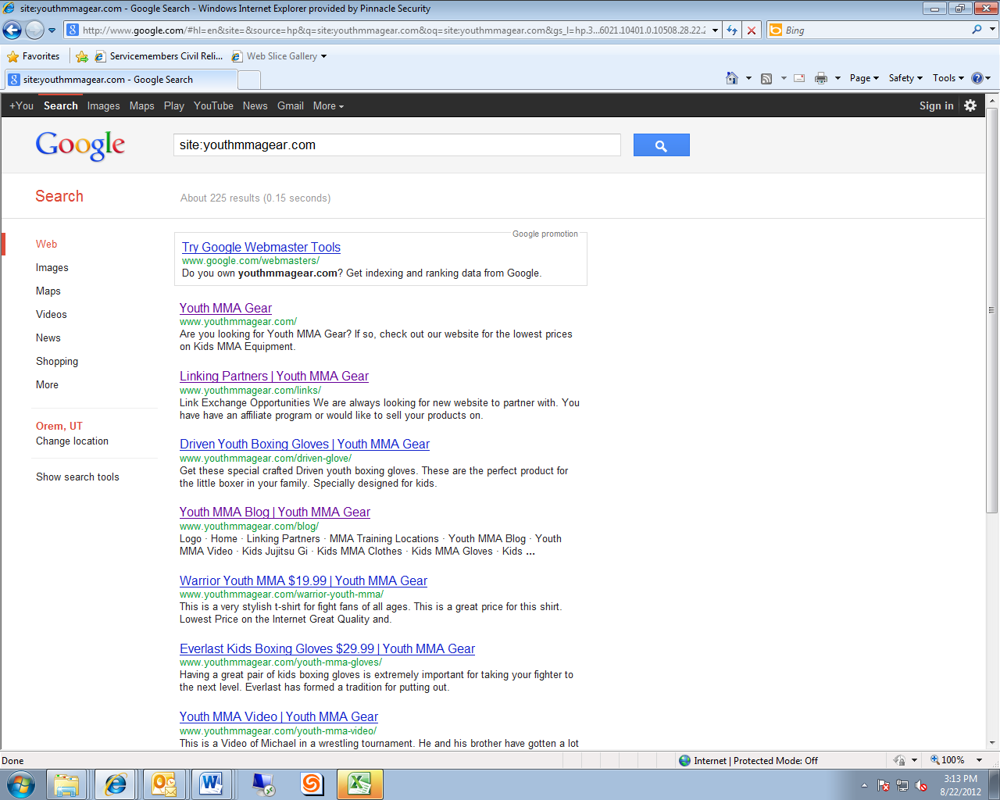 site:youthmmagear.com - Google Search - Windows Internet Explorer provided by Pinnacle Security
http://www.google.com/#hl=en&site=&source=hp&q=site:youthmmagear.com&oq=site:youthmmagear.com&gs_l=hp.3...6021.10401.0.10508.28.22.2
Bing
Favorites
Servicemembers Civil Reli...
Web Slice Gallery
site:youthmmagear.com - Google Search
Page
Safety
Tools
+You Search Images Maps Play YouTube News Gmail More
Sign in
Google
site:youthmmagear.com
Search
About 225 results (0.15 seconds)
Web
Images
Maps
Videos
News
Shopping
More
Orem, UT
Change location
Show search tools
Google promotion
Try Google Webmaster Tools
www.google.com/webmasters/
Do you own youthmmagear.com? Get indexing and ranking data from Google.
Youth MMA Gear
www.youthmmagear.com/
Are you looking for Youth MMA Gear? If so, check out our website for the lowest prices
on Kids MMA Equipment.
Linking Partners | Youth MMA Gear
www.youthmmagear.com/links/
Link Exchange Opportunities We are always looking for new website to partner with. You
have have an affiliate program or would like to sell your products on.
Driven Youth Boxing Gloves | Youth MMA Gear
www.youthmmagear.com/driven-glove/
Get these special crafted Driven youth boxing gloves. These are the perfect product for
the little boxer in your family. Specially designed for kids.
Youth MMA Blog | Youth MMA Gear
www.youthmmagear.com/blog/
Logo · Home · Linking Partners · MMA Training Locations · Youth MMA Blog · Youth
MMA Video · Kids Jujitsu Gi · Kids MMA Clothes · Kids MMA Gloves · Kids ...
Warrior Youth MMA $19.99 | Youth MMA Gear
www.youthmmagear.com/warrior-youth-mma/
This is a very stylish t-shirt for fight fans of all ages. This is a great price for this shirt.
Lowest Price on the Internet Great Quality and.
Everlast Kids Boxing Gloves $29.99 | Youth MMA Gear
www.youthmmagear.com/youth-mma-gloves/
Having a great pair of kids boxing gloves is extremely important for taking your fighter to
the next level. Everlast has formed a tradition for putting out.
Youth MMA Video | Youth MMA Gear
www.youthmmagear.com/youth-mma-video/
This is a Video of Michael in a wrestling tournament. He and his brother have gotten a lot
Done
Internet | Protected Mode: Off
100%
3:13 PM
8/22/2012